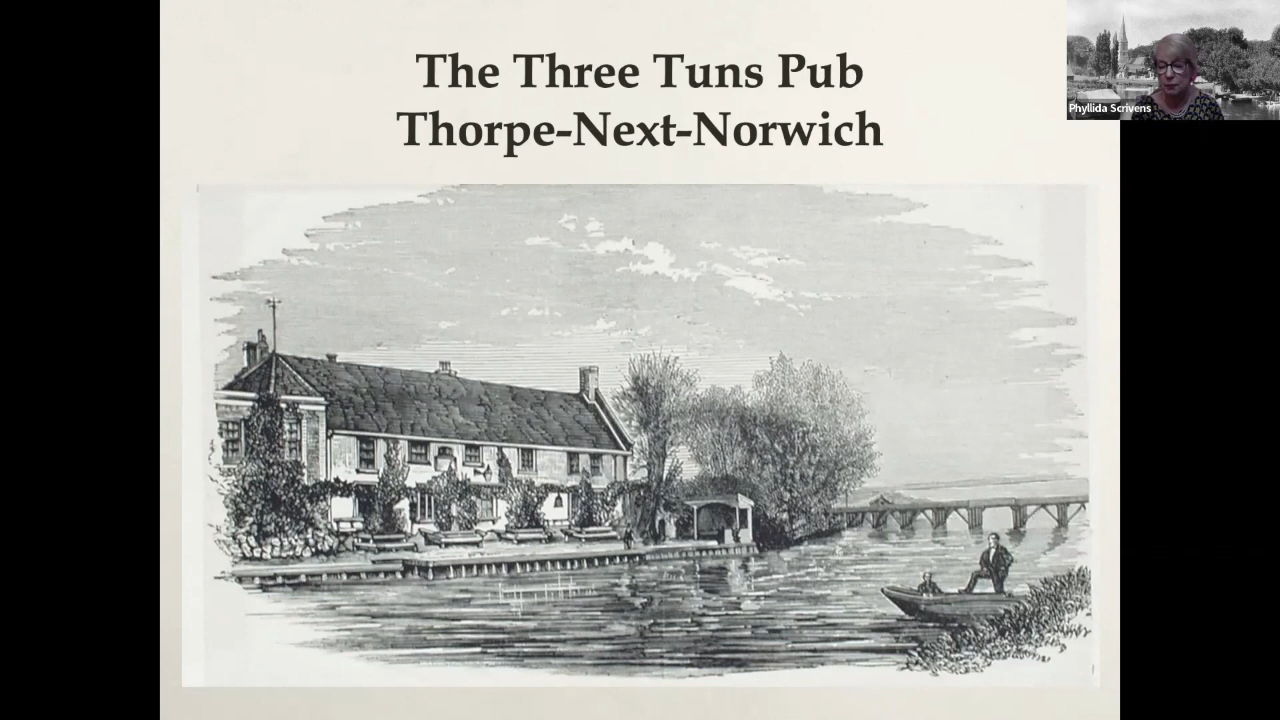 The Three Tuns Pub
Thorpe-Next-Norwich
Phyllida Scrivens